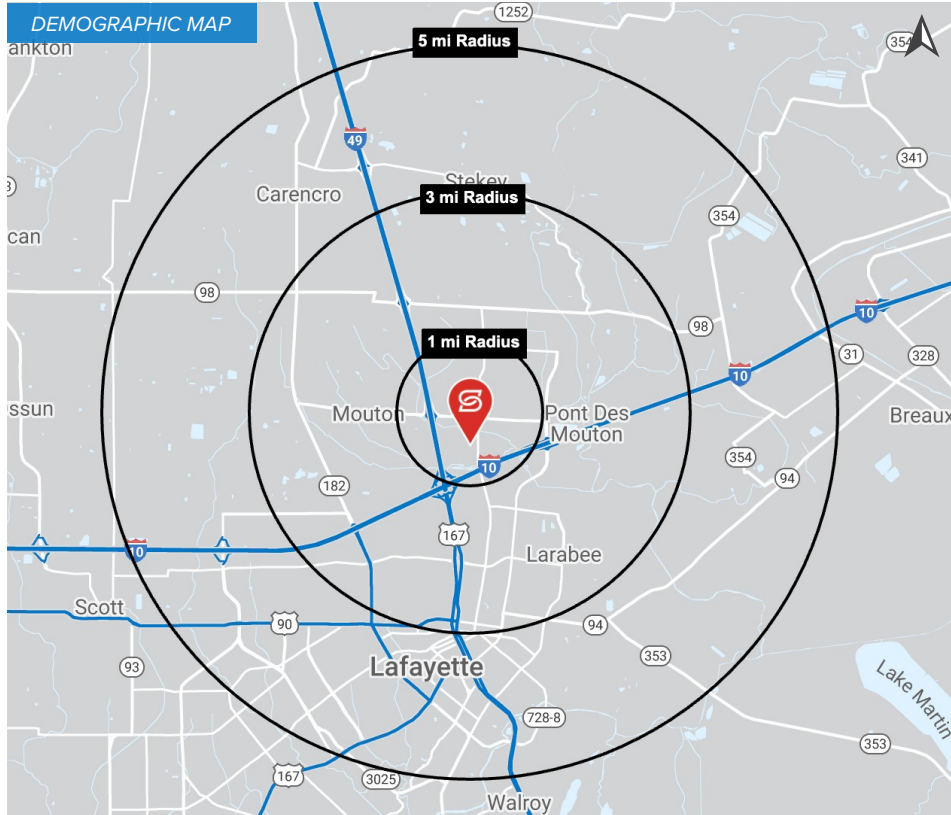 DEMOGRAPHIC MAP
1252
5 mi Radius
354
ankton
49
341
Stekey
Carencro
3 mi Radius
354
can
98
10
98
1 mi Radius
31
328
10
ssun
Mouton
Pont Des
Mouton
Breaux
10
354
94
182
167
10
Larabee
Scott
90
94
93
353
Lafayette
Lake Martin
728-8
353
167
3025
Walroy